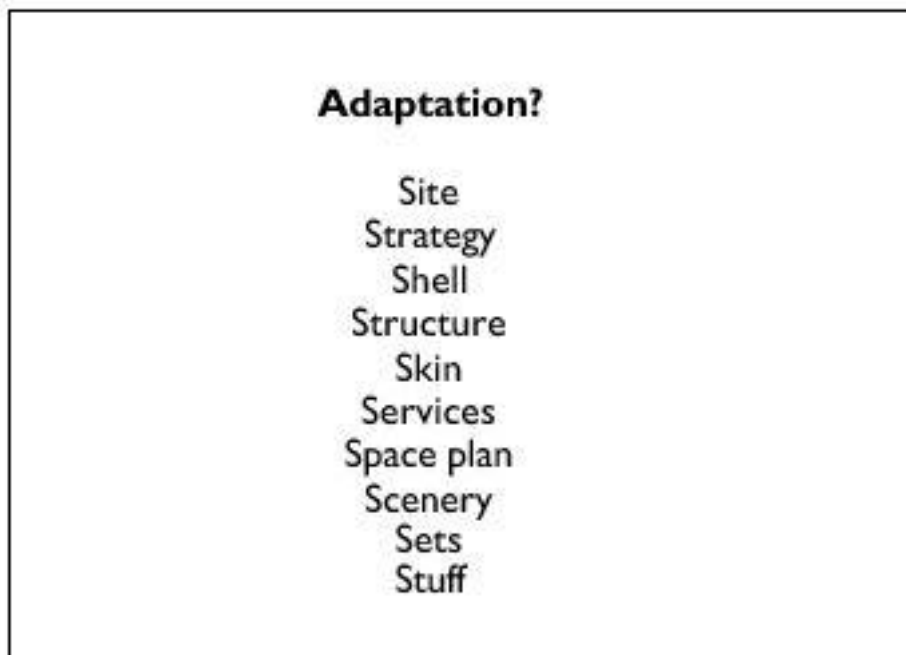 Adaptation?
Site
Strategy
Shell
Structure
Skin
Services
Space plan
Scenery
Sets
Stuff